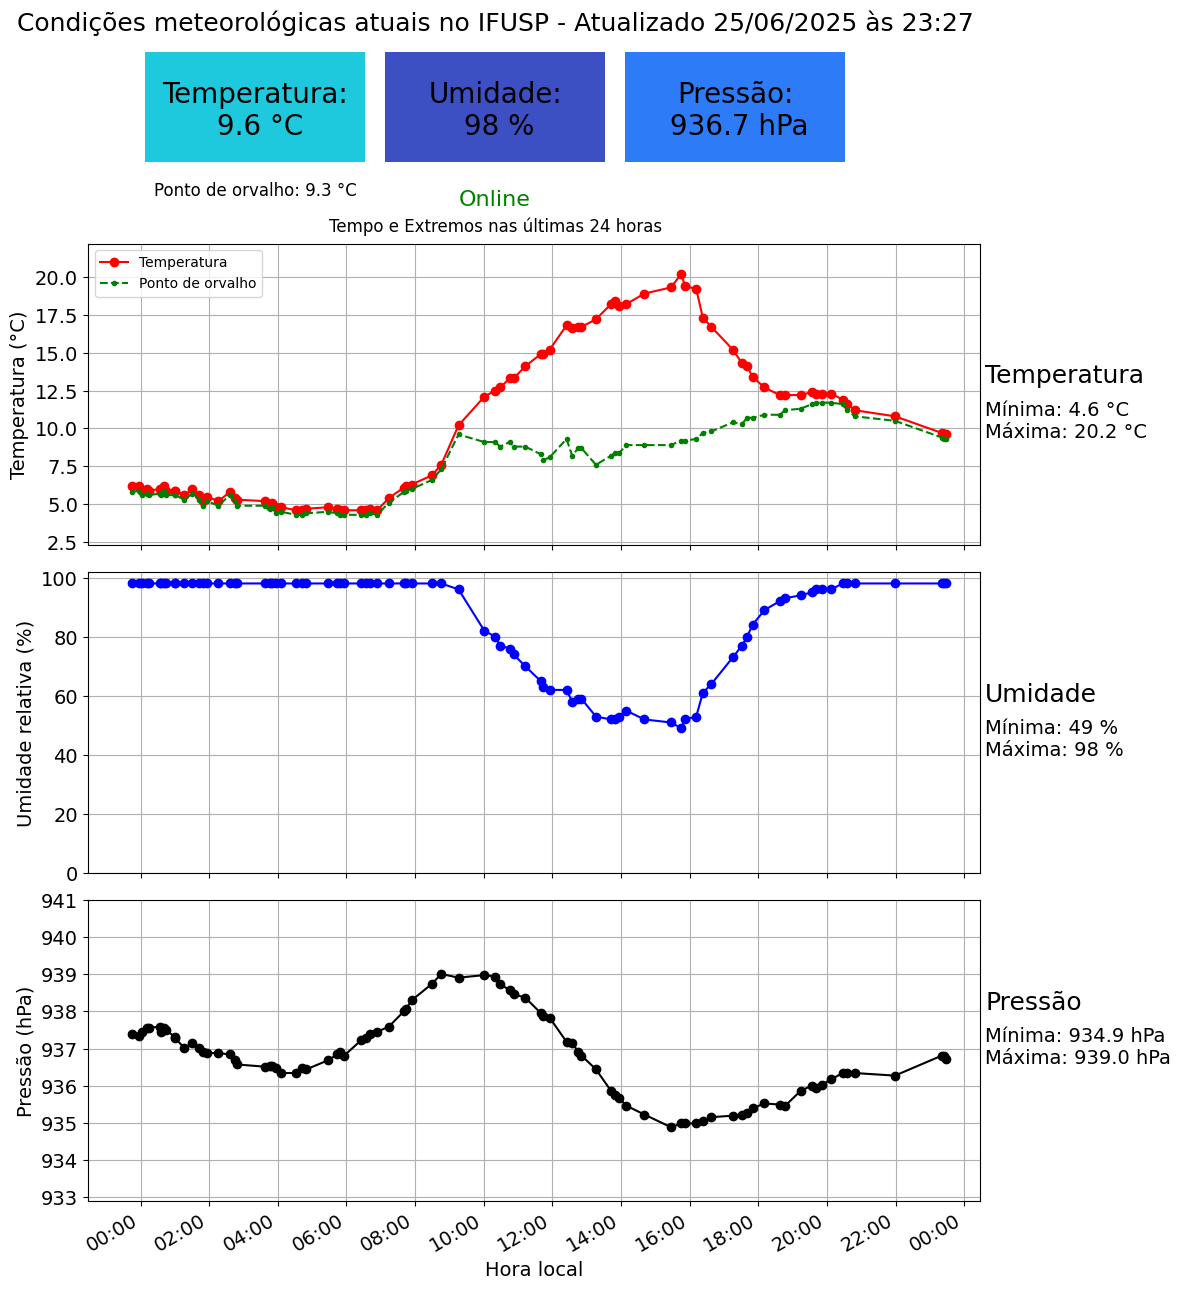 Condições meteorológicas atuais no IFUSP - Atualizado 25/06/2025 às 23:27
Temperatura:
9.6 °C
Umidade:
98 %
Pressão:
936.7 hPa
Ponto de orvalho: 9.3 °C
Online
Tempo e Extremos nas últimas 24 horas
Temperatura
Ponto de orvalho
Temperatura (°C)
20.0
17.5
15.0
12.5
10.0
7.5
5.0
2.5
Temperatura
Mínima: 4.6 °C
Máxima: 20.2 °C
Umidade relativa (%)
100
80
60
40
20
0
Umidade
Mínima: 49 %
Máxima: 98 %
Pressão (hPa)
941
940
939
938
937
936
935
934
933
Pressão
Mínima: 934.9 hPa
Máxima: 939.0 hPa
00:00 02:00 04:00 06:00 08:00 10:00 12:00 14:00 16:00 18:00 20:00 22:00 00:00
Hora local